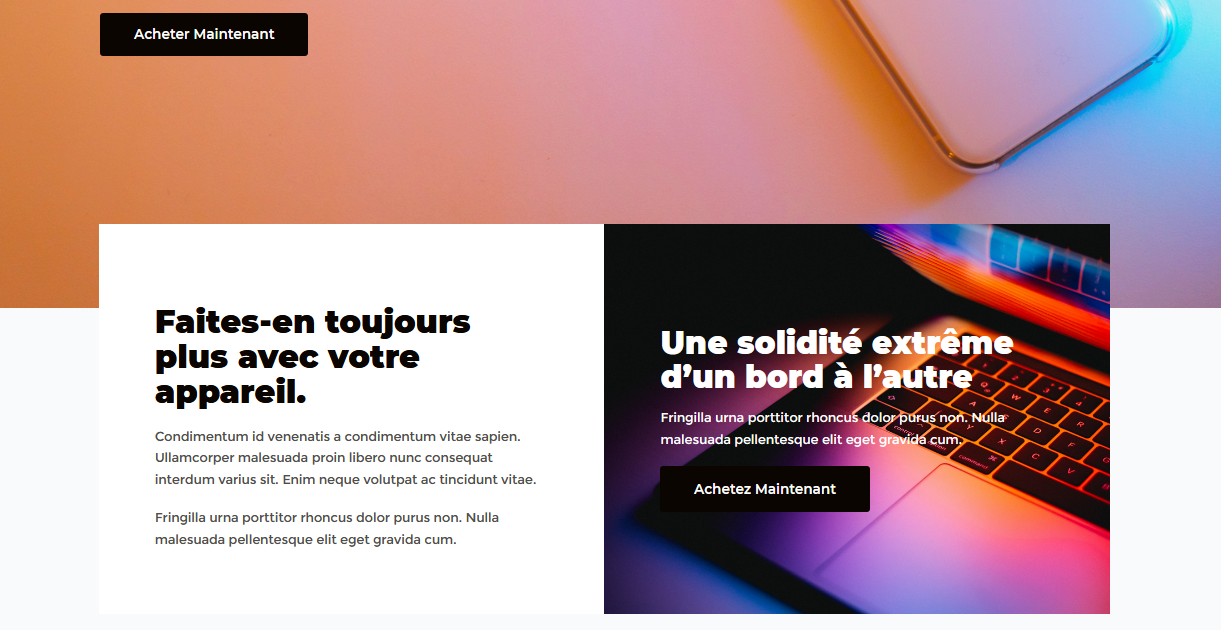 Acheter Maintenant
Faites-en toujours
plus avec votre
appareil.
Condimentum id venenatis a condimentum vitae sapien.
Ullamcorper malesuada proin libero nunc consequat
interdum varius sit. Enim neque volutpat ac tincidunt vitae.
Fringilla urna porttitor rhoncus dolor purus non. Nulla
malesuada pellentesque elit eget gravida cum.
Une solidité extrême
d’un bord à l’autre
Fringilla urna porttitor rhoncus dolor purus non. Nulla
malesuada pellentesque elit eget gravida cum.
Achetez Maintenant